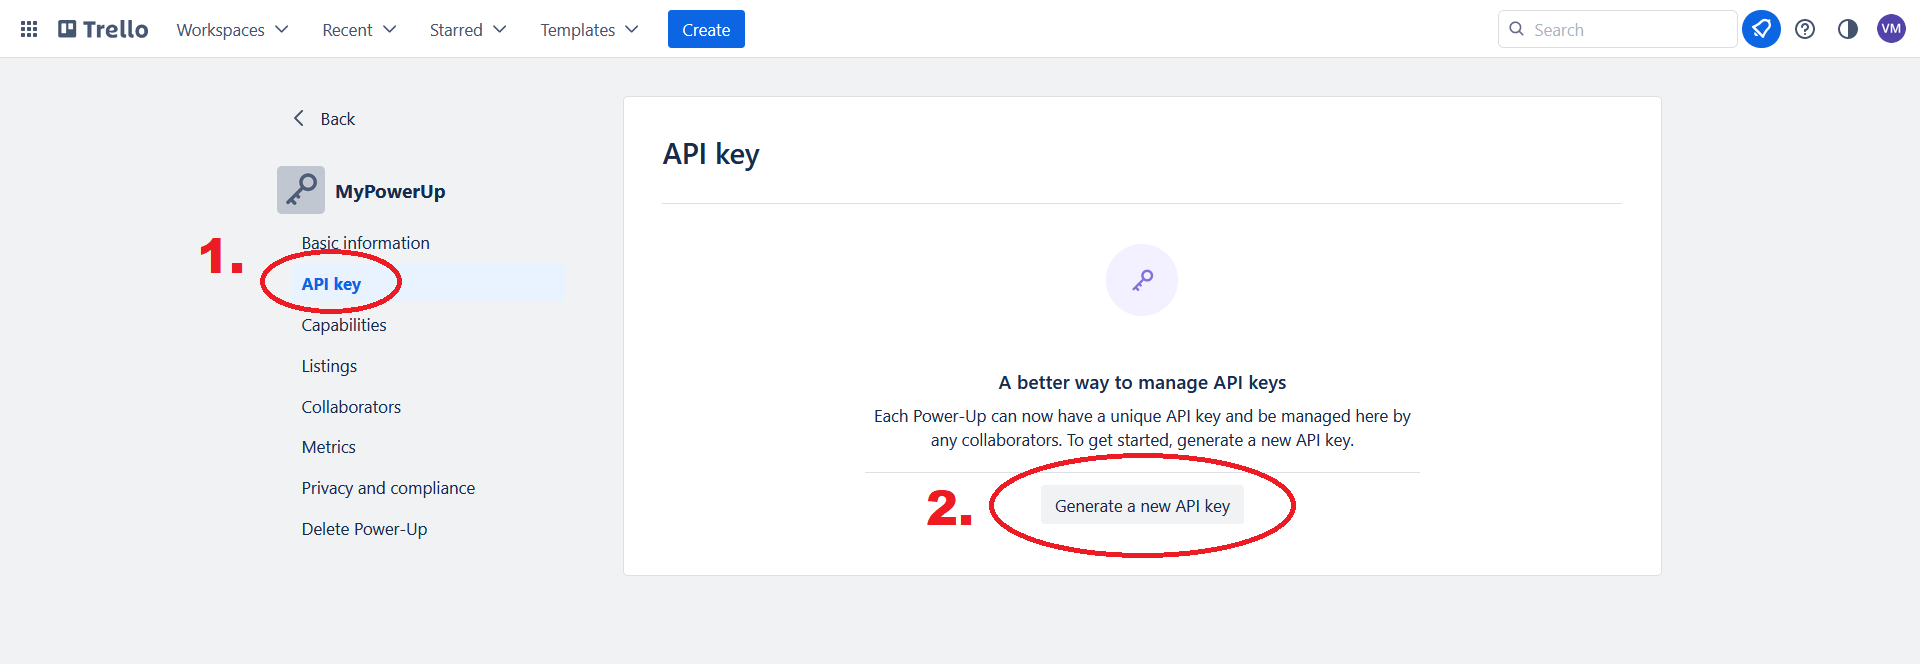 Trello Workspaces Recent Starred Templates Create Search VM
Back
MyPowerUp
1.
Basic information
API key
Capabilities
Listings
Collaborators
Metrics
Privacy and compliance
Delete Power-Up
API key
A better way to manage API keys
Each Power-Up can now have a unique API key and be managed here by
any collaborators. To get started, generate a new API key.
2.
Generate a new API key